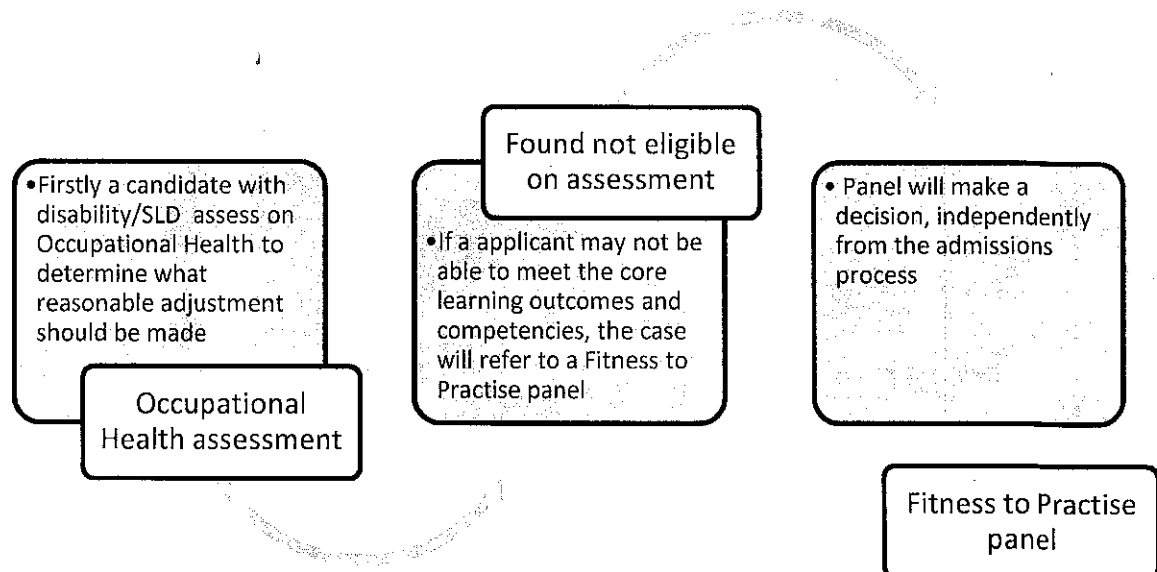 •Firstly a candidate with
disability/SLD assess on
Occupational Health to
determine what
reasonable adjustment
should be made
Occupational
Health assessment
Found not eligible
on assessment
•If a applicant may not be
able to meet the core
learning outcomes and
competencies, the case
will refer to a Fitness to
Practise panel
• Panel will make a
decision, independently
from the admissions
process
Fitness to Practise
panel